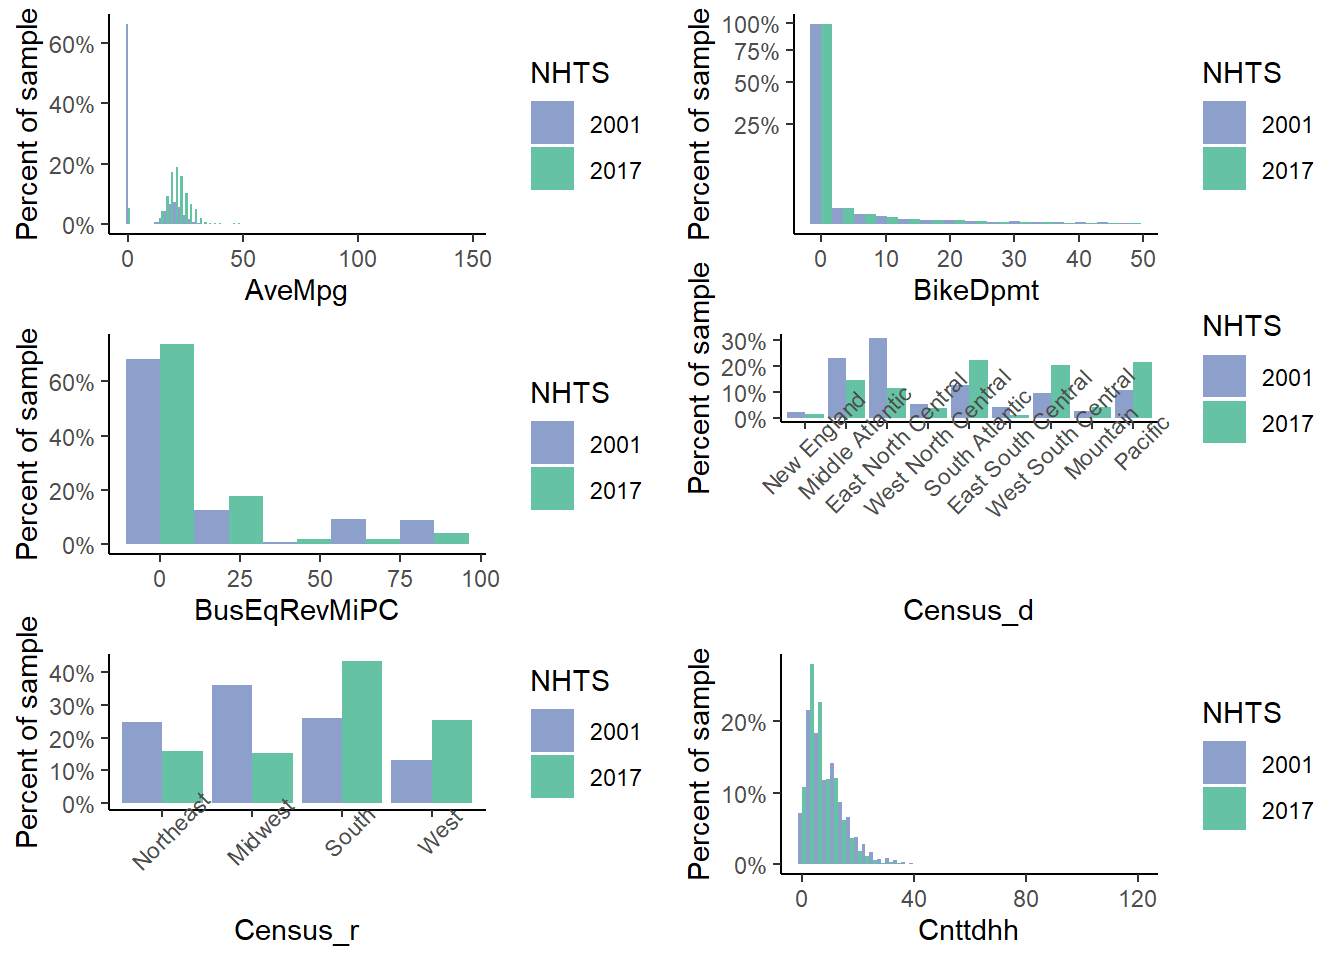 Percent of sample
60%
40%
20%
0%
0 50 100 150
AveMpg
NHTS
2001
2017
Percent of sample
100%
75%
50%
25%
0 10 20 30 40 50
BikeDpmt
NHTS
2001
2017
Percent of sample
60%
40%
20%
0%
0 25 50 75 100
BusEqRevMiPC
NHTS
2001
2017
Percent of sample
30%
20%
10%
0%
New England
Middle Atlantic
East North Central
West North Central
South Atlantic
East South Central
West South Central
Mountain
Pacific
Census_d
NHTS
2001
2017
Percent of sample
40%
30%
20%
10%
0%
Northeast
Midwest
South
West
Census_r
NHTS
2001
2017
Percent of sample
20%
10%
0%
0 40 80 120
Cnttdhh
NHTS
2001
2017